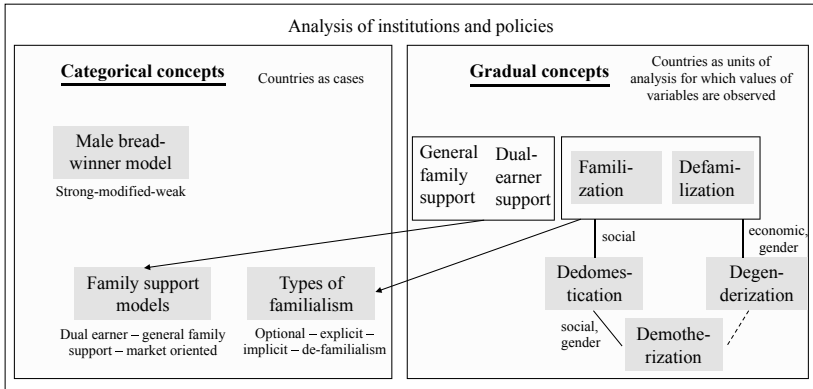 Analysis of institutions and policies
Categorical concepts
Countries as cases
Male bread-
winner model
Strong-modified-weak
Family support
models
Dual earner – general family
support – market oriented
Types of
familialism
Optional – explicit –
implicit – de-familialism
Gradual concepts
Countries as units of
analysis for which values of
variables are observed
General
family
support
Dual-
earner
support
Famili-
zation
Defami-
lization
social
economic,
gender
Dedomes-
tication
Degen-
derization
social,
gender
Demothe-
rization